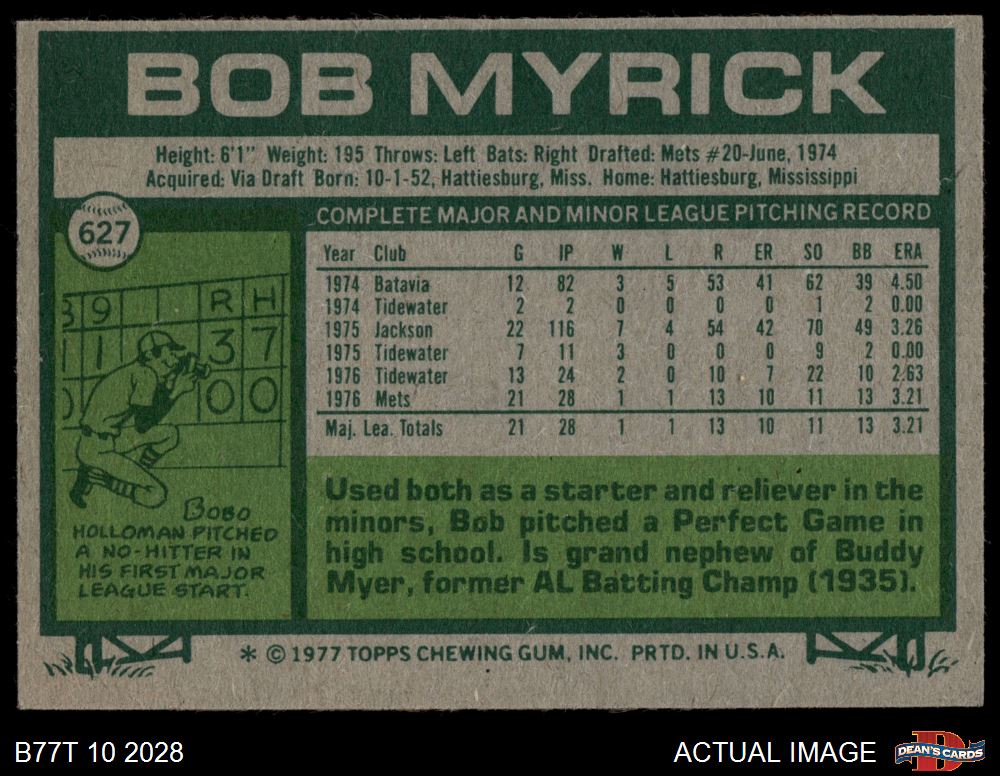 BOB MYRICK
Height: 6'1" Weight: 195 Throws: Left Bats: Right Drafted: Mets #20-June, 1974
Acquired: Via Draft Born: 10-1-52, Hattiesburg, Miss. Home: Hattiesburg, Mississippi
627
COMPLETE MAJOR AND MINOR LEAGUE PITCHING RECORD
Year Club G IP W L R ER SO BB ERA
1974 Batavia 12 82 3 5 53 41 62 39 4.50
1974 Tidewater 2 2 0 0 0 0 1 2 0.00
1975 Jackson 22 116 7 4 54 42 70 49 3.26
1975 Tidewater 7 11 3 0 0 0 9 2 0.00
1976 Tidewater 13 24 2 0 10 7 22 10 2.63
1976 Mets 21 28 1 1 13 10 11 13 3.21
Maj. Lea. Totals 21 28 1 1 13 10 11 13 3.21
9 R H
1 1 3 7
0 0 0
BOBO
HOLLOMAN PITCHED
A NO-HITTER IN
HIS FIRST MAJOR
LEAGUE START.
Used both as a starter and reliever in the
minors, Bob pitched a Perfect Game in
high school. Is grand nephew of Buddy
Myer, former AL Batting Champ (1935).
* © 1977 TOPPS CHEWING GUM, INC. PRTD. IN U.S.A.
B77T 10 2028
ACTUAL IMAGE
DEAN'S CARDS